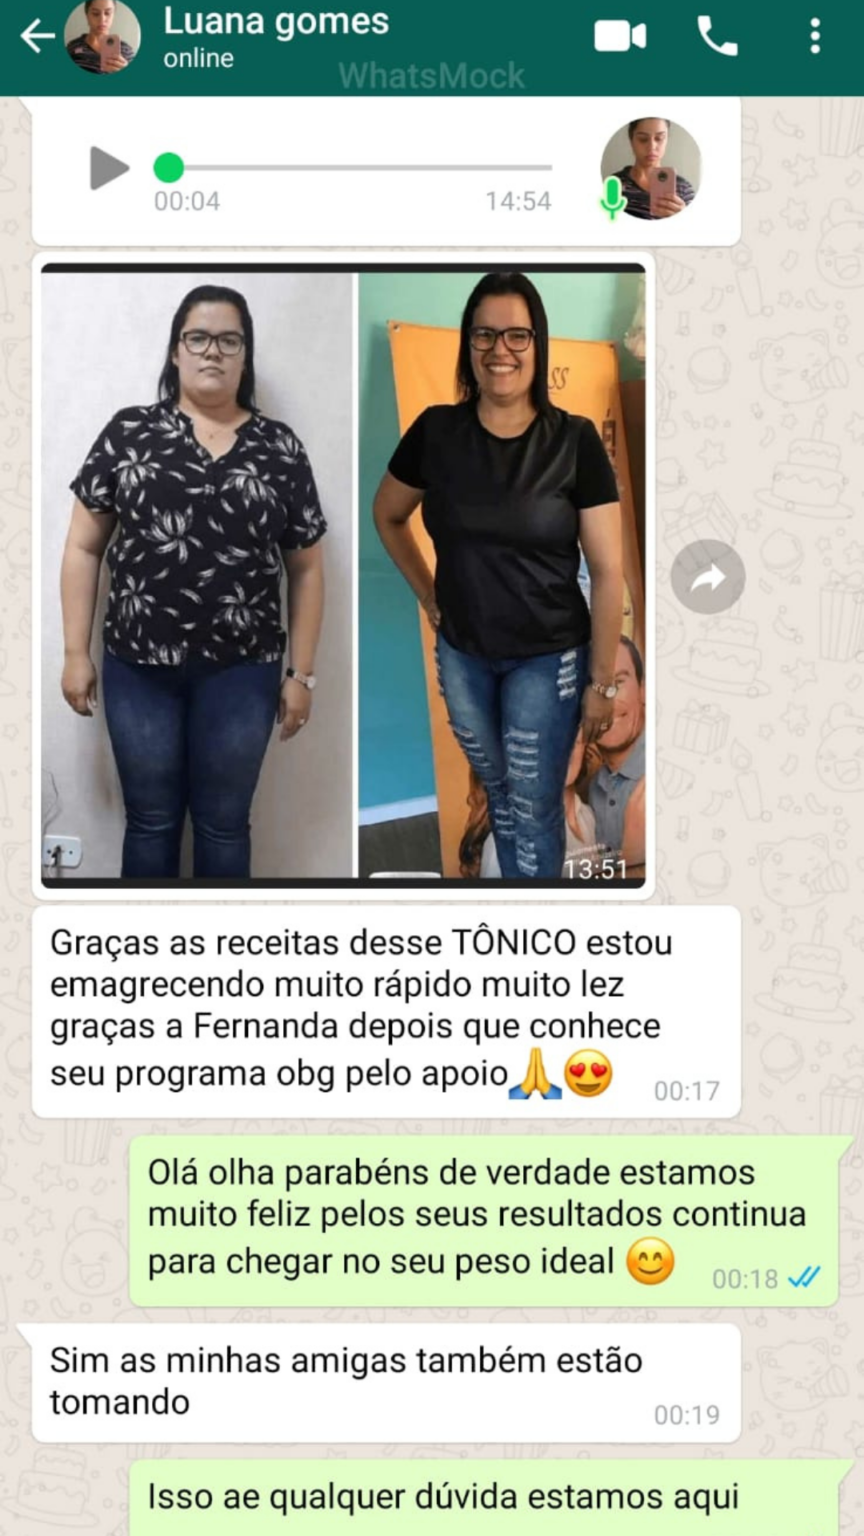 Luana gomes
online
WhatsMock
00:04
14:54
SS
13:51
Graças as receitas desse TÔNICO estou
emagrecendo muito rápido muito lez
graças a Fernanda depois que conhece
seu programa obg pelo apoio🙏😍
00:17
Olá olha parabéns de verdade estamos
muito feliz pelos seus resultados continua
para chegar no seu peso ideal 😊
00:18
Sim as minhas amigas também estão
tomando
00:19
Isso ae qualquer dúvida estamos aqui